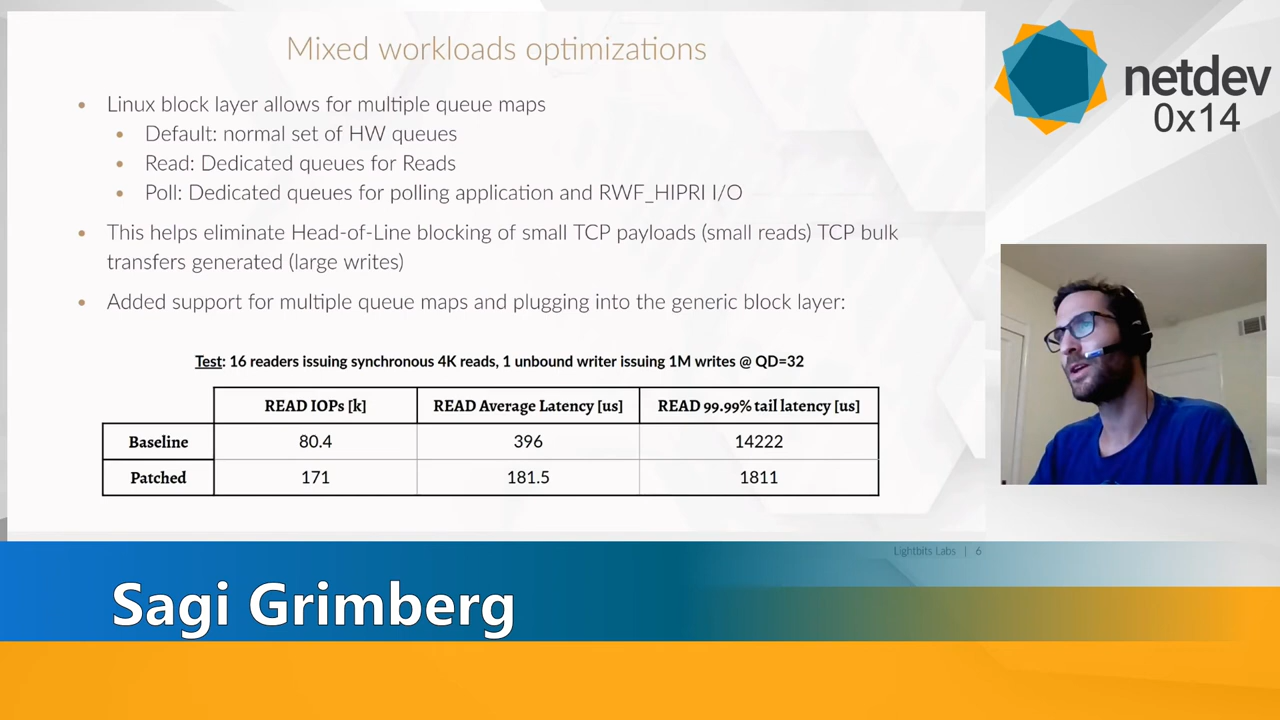 Mixed workloads optimizations
• Linux block layer allows for multiple queue maps
• Default: normal set of HW queues
• Read: Dedicated queues for Reads
• Poll: Dedicated queues for polling application and RWF_HIPRI I/O
• This helps eliminate Head-of-Line blocking of small TCP payloads (small reads) TCP bulk
transfers generated (large writes)
• Added support for multiple queue maps and plugging into the generic block layer:
Test: 16 readers issuing synchronous 4K reads, 1 unbound writer issuing 1M writes @ QD=32
READ IOPs [k] READ Average Latency [us] READ 99.99% tail latency [us]
Baseline 80.4 396 14222
Patched 171 181.5 1811
Lightbits Labs | 6
netdev
0x14
Sagi Grimberg